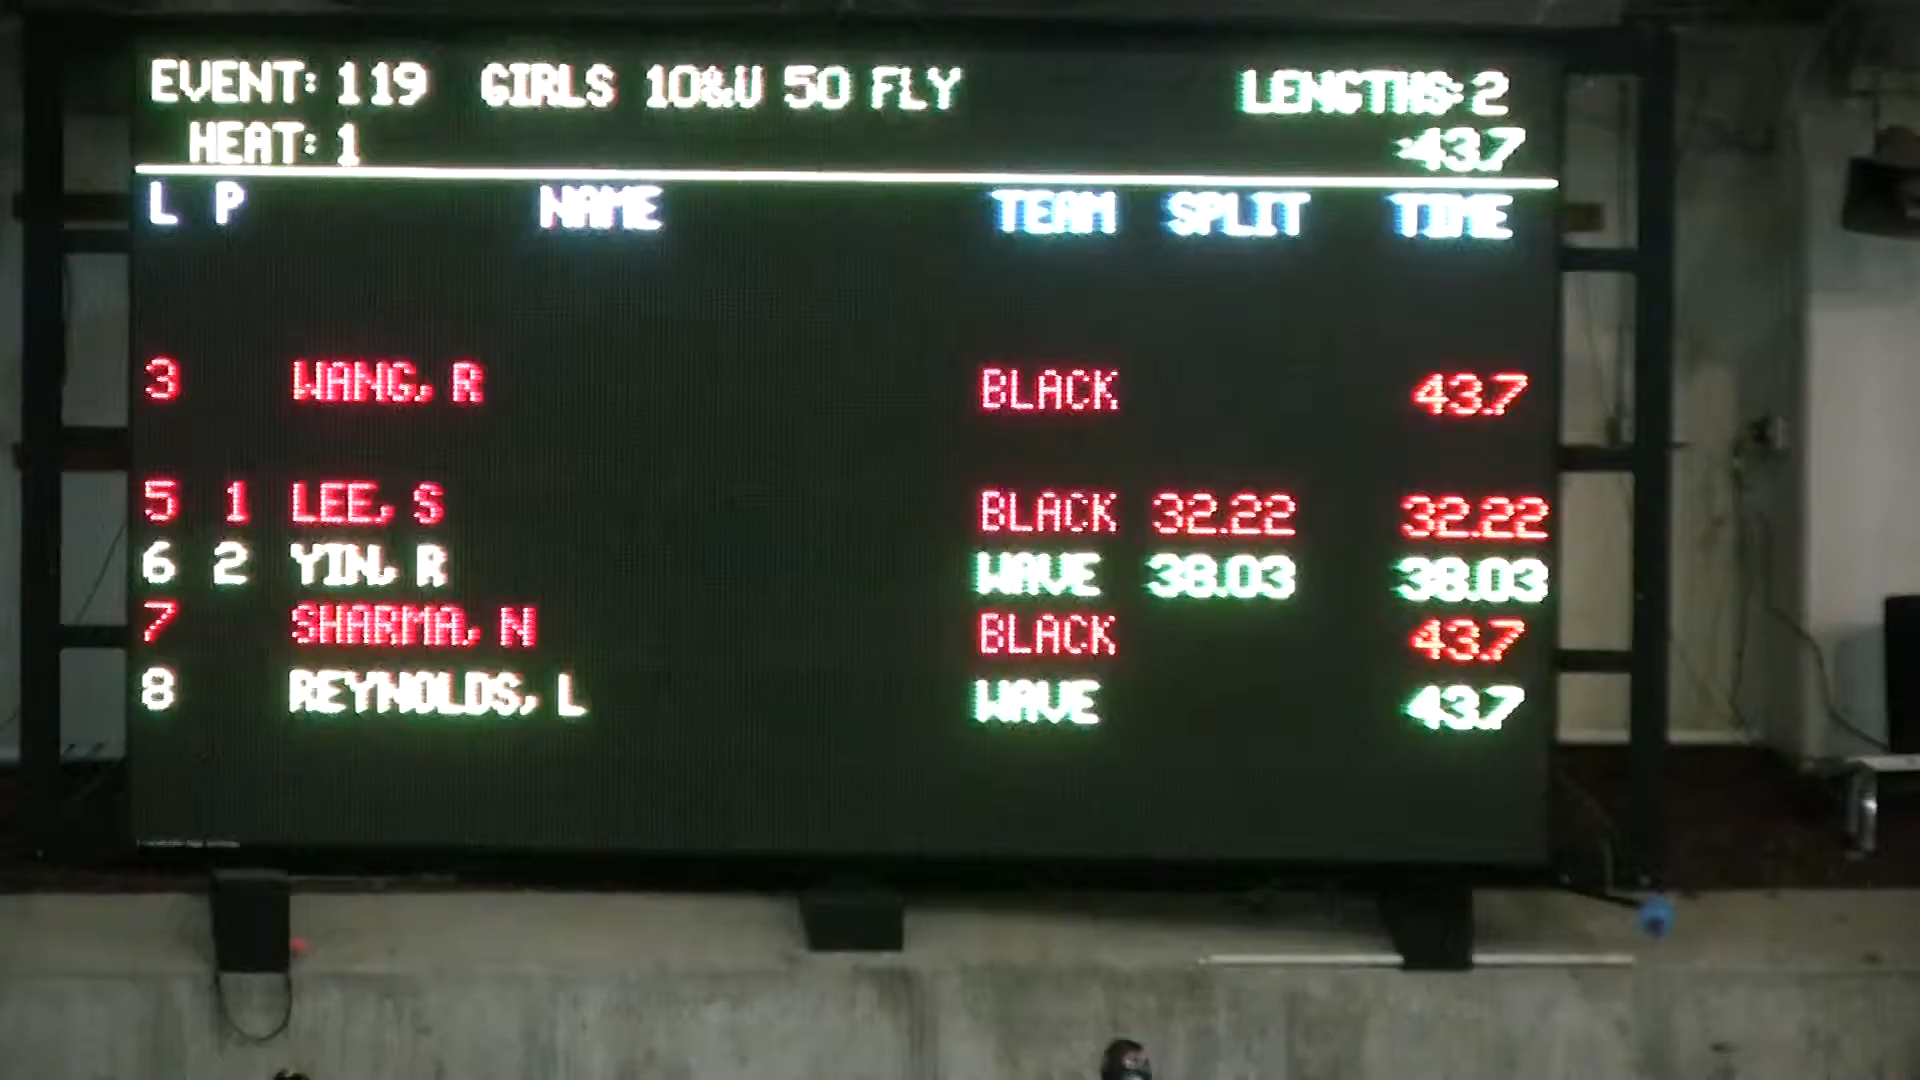 EVENT: 119 GIRLS 10&U 50 FLY LENGTHS: 2
HEAT: 1 :43.7
L P NAME TEAM SPLIT TIME
3 WANG, R BLACK 43.7
5 1 LEE, S BLACK 32.22 32.22
6 2 YIN, R WAVE 38.03 38.03
7 SHARMA, N BLACK 43.7
8 REYNOLDS, L WAVE 43.7